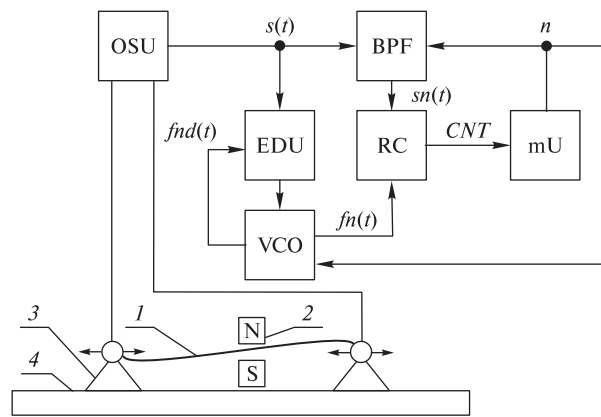 s(t)
n
OSU
BPF
sn(t)
fnd(t)
EDU
RC
CNT
mU
VCO
fn(t)
3
1
N
2
4
S